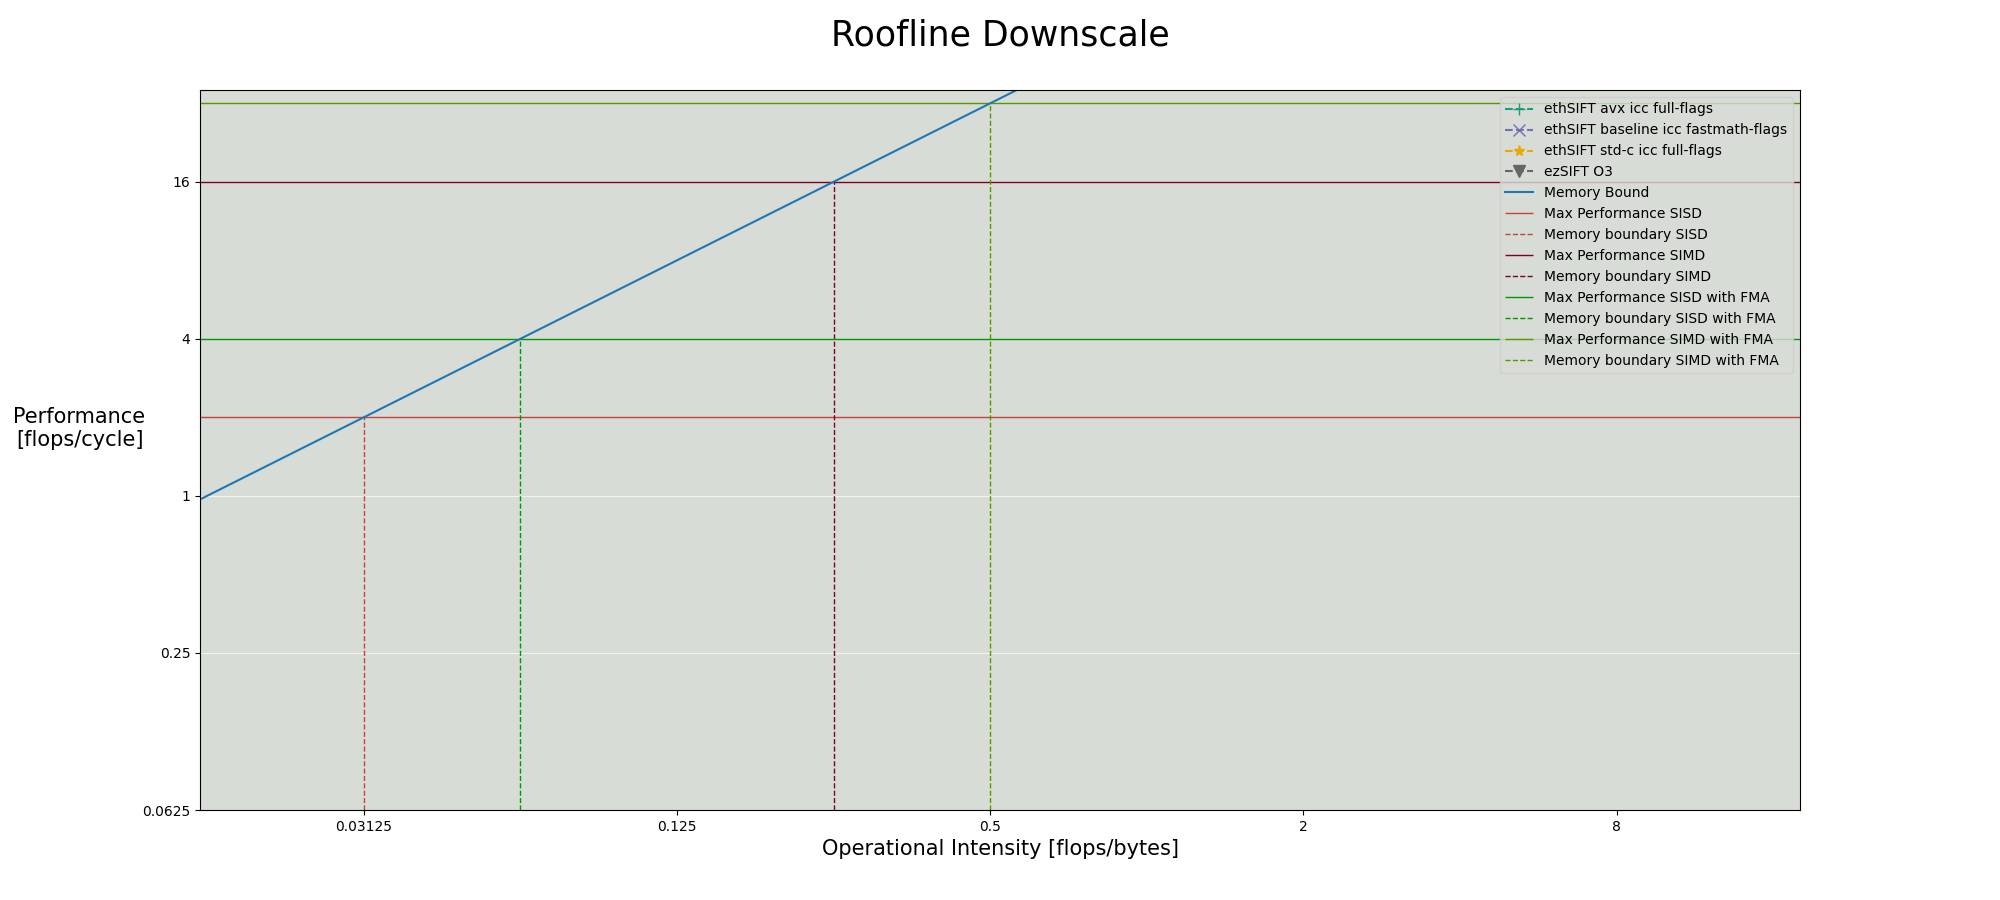 Roofline Downscale
ethSIFT avx icc full-flags
ethSIFT baseline icc fastmath-flags
ethSIFT std-c icc full-flags
ezSIFT O3
Memory Bound
Max Performance SISD
Memory boundary SISD
Max Performance SIMD
Memory boundary SIMD
Max Performance SISD with FMA
Memory boundary SISD with FMA
Max Performance SIMD with FMA
Memory boundary SIMD with FMA
16
4
1
0.25
0.0625
Performance
[flops/cycle]
0.03125
0.125
0.5
2
8
Operational Intensity [flops/bytes]